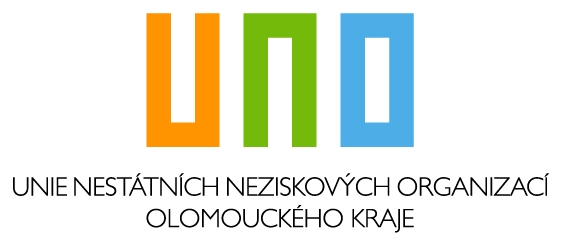 uno
UNIE NESTÁTNÍCH NEZISKOVÝCH ORGANIZACÍ
OLOMOUCKÉHO KRAJE